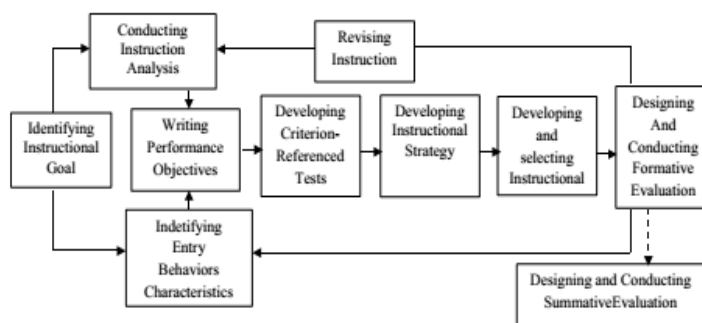 Conducting
Instruction
Analysis
Revising
Instruction
Identifying
Instructional
Goal
Writing
Performance
Objectives
Developing
Criterion-
Referenced
Tests
Developing
Instructional
Strategy
Developing
and
selecting
Instructional
Designing
And
Conducting
Formative
Evaluation
Indetifying
Entry
Behaviors
Characteristics
Designing and Conducting
SummativeEvaluation